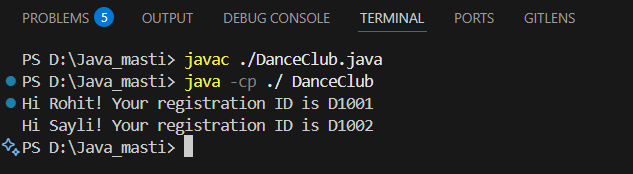 PROBLEMS 5 OUTPUT DEBUG CONSOLE TERMINAL PORTS GITLENS
PS D:\Java_masti> javac ./DanceClub.java
PS D:\Java_masti> java -cp ./ DanceClub
Hi Rohit! Your registration ID is D1001
Hi Sayli! Your registration ID is D1002
PS D:\Java_masti>